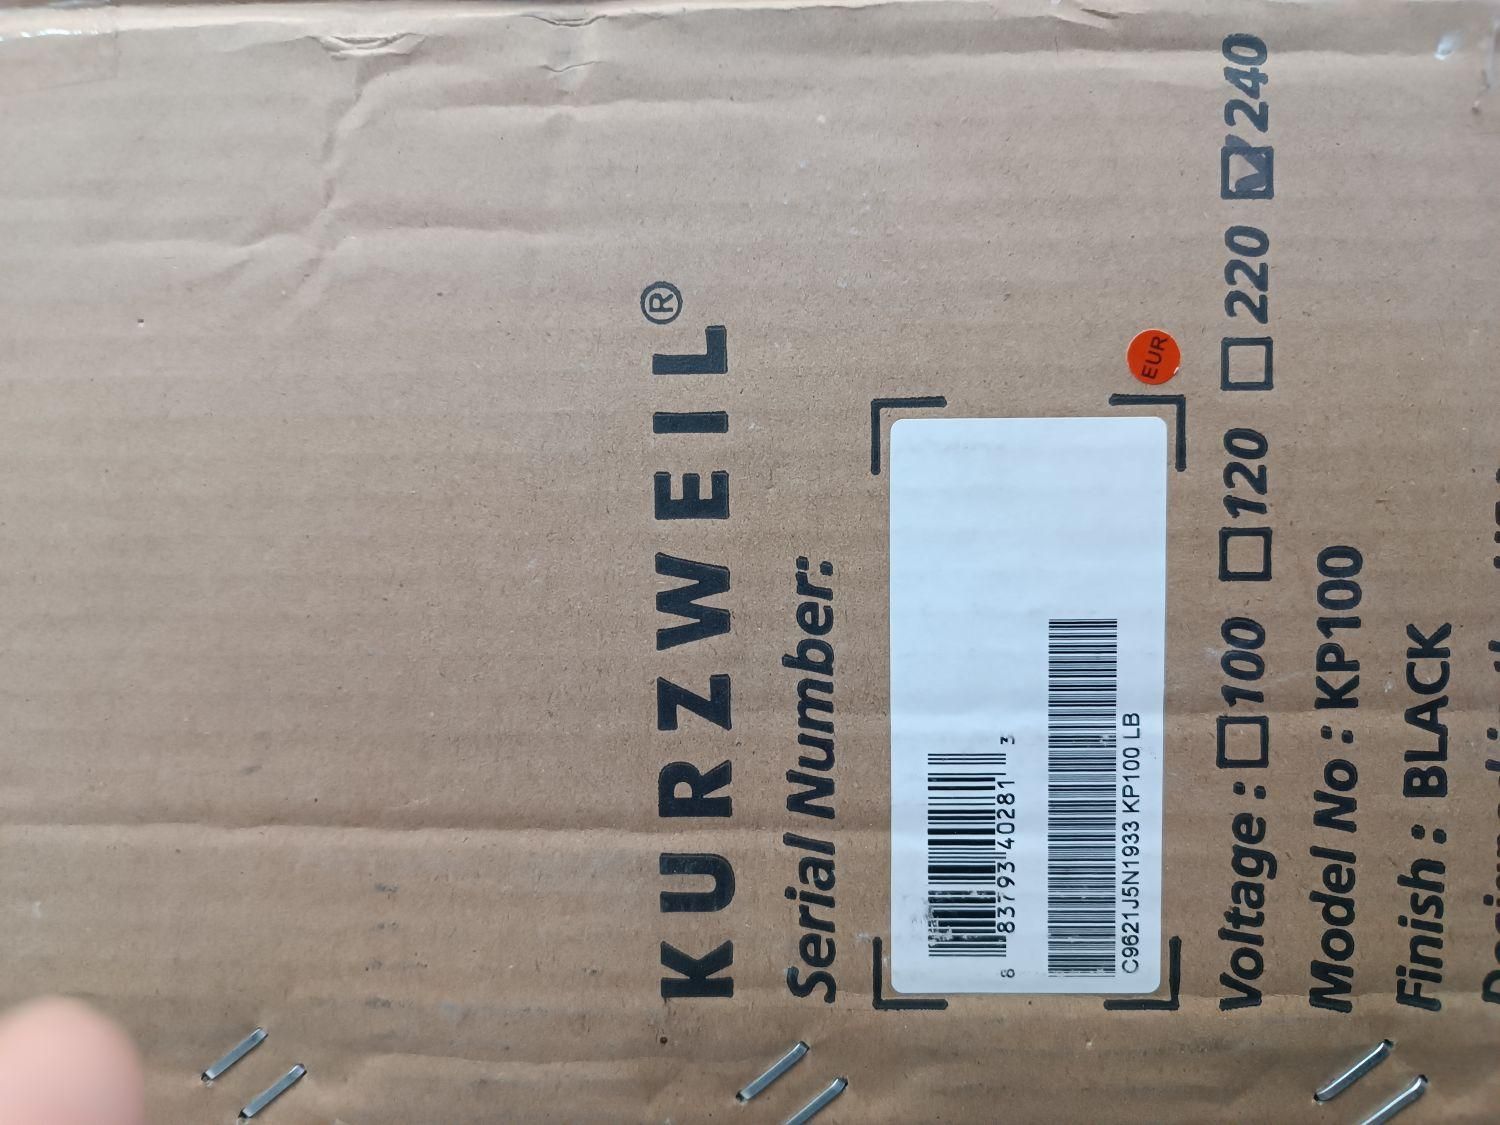 KURZWEIL®
Serial Number:
8 83793 40281 3
C9621J5N1933 KP100 LB
EUR
Voltage : 100 120 220 240
Model No : KP100
Finish : BLACK